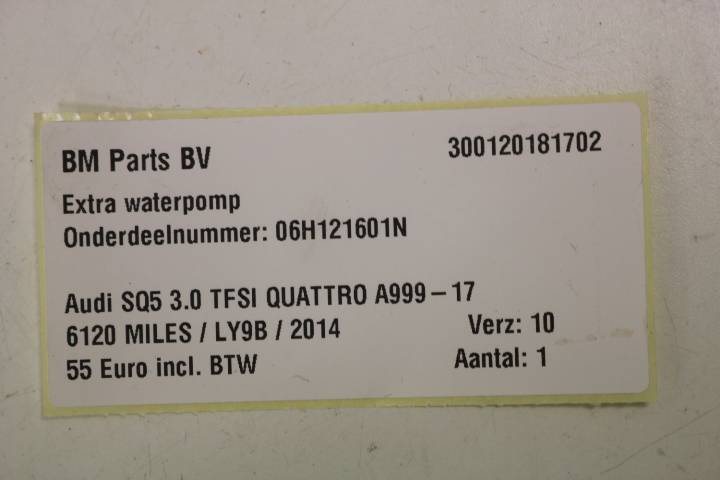 BM Parts BV 300120181702
Extra waterpomp
Onderdeelnummer: 06H121601N
Audi SQ5 3.0 TFSI QUATTRO A999 – 17
6120 MILES / LY9B / 2014 Verz: 10
55 Euro incl. BTW Aantal: 1